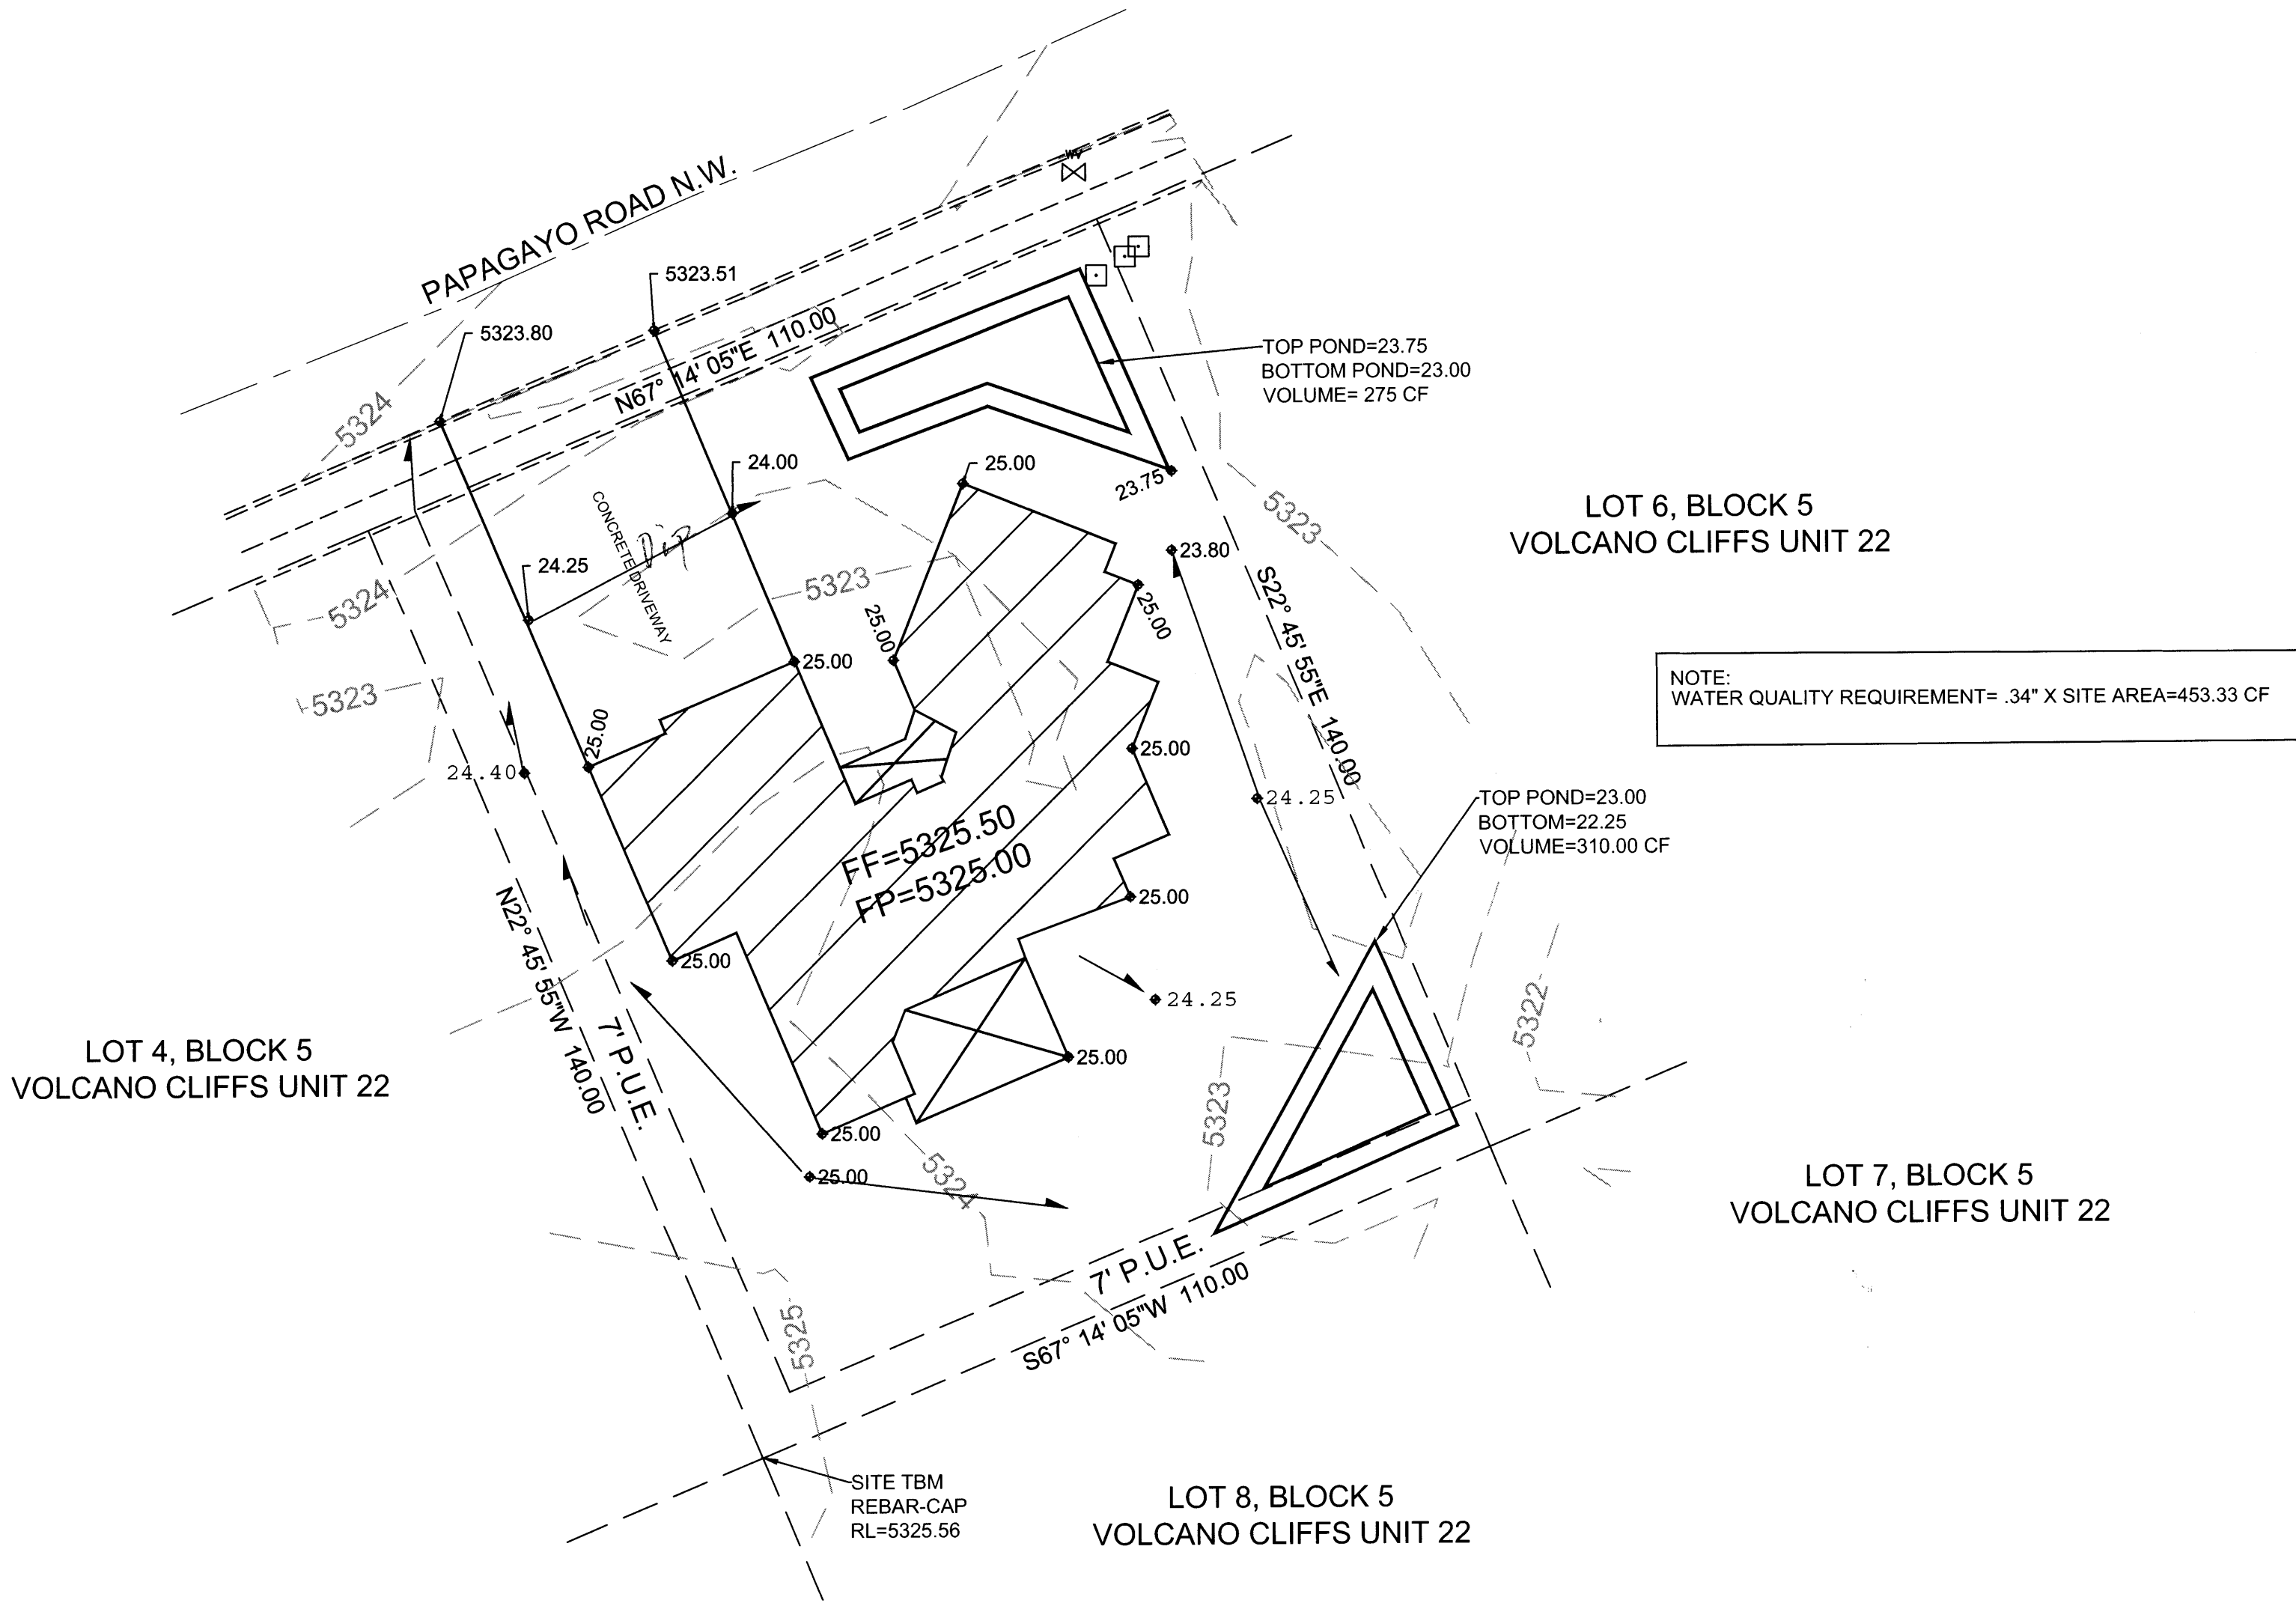 PAPAGAYO ROAD N.W.
5323.51
5323.80
N67° 14' 05"E 110.00
5324
TOP POND=23.75
BOTTOM POND=23.00
VOLUME= 275 CF
24.00
25.00
23.75
CONCRETE DRIVEWAY
Dip
5323
LOT 6, BLOCK 5
VOLCANO CLIFFS UNIT 22
23.80
24.25
5324
5323
25.00
25.00
S22° 45' 55"E 140.00
25.00
NOTE:
WATER QUALITY REQUIREMENT= .34" X SITE AREA=453.33 CF
5323
25.00
24.40
25.00
24.25
TOP POND=23.00
BOTTOM=22.25
VOLUME=310.00 CF
FF=5325.50
FP=5325.00
25.00
N22° 45' 55"W 140.00
25.00
24.25
5322
7' P.U.E.
LOT 4, BLOCK 5
VOLCANO CLIFFS UNIT 22
25.00
5323
25.00
25.00
5324
LOT 7, BLOCK 5
VOLCANO CLIFFS UNIT 22
7' P.U.E.
S67° 14' 05"W 110.00
5325
SITE TBM
REBAR-CAP
RL=5325.56
LOT 8, BLOCK 5
VOLCANO CLIFFS UNIT 22
WV